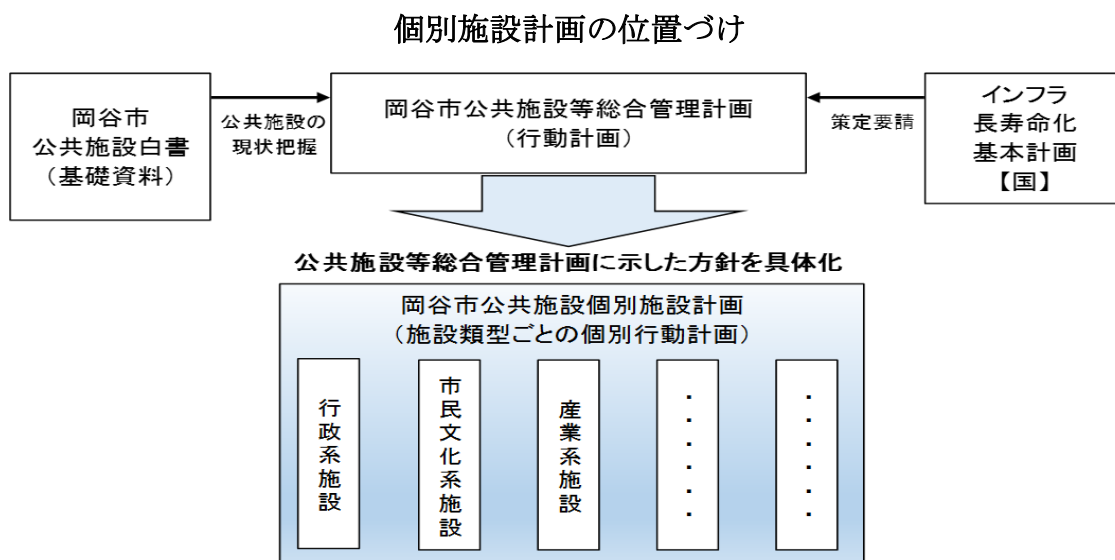 個別施設計画の位置づけ
岡谷市
公共施設白書
（基礎資料）
公共施設の
現状把握
岡谷市公共施設等総合管理計画
（行動計画）
策定要請
インフラ
長寿命化
基本計画
【国】
公共施設等総合管理計画に示した方針を具体化
岡谷市公共施設個別施設計画
（施設類型ごとの個別行動計画）
行政系施設
市民文化系施設
産業系施設
・・・・・・
・・・・・・